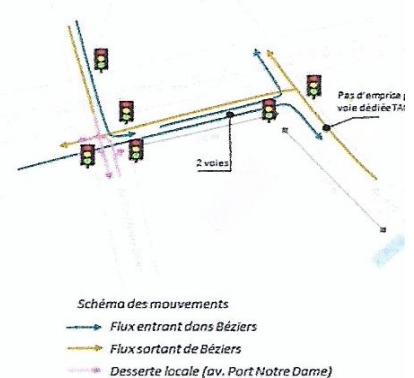 Pas d'emprise p
voie dédiée TAG
2 voies
Schéma des mouvements
Flux entrant dans Béziers
Flux sortant de Béziers
Desserte locale (av. Port Notre Dame)